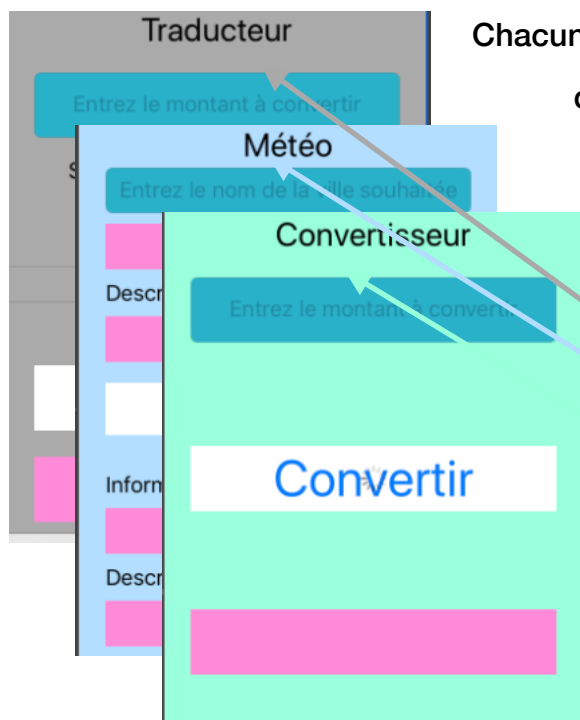 Traducteur
Chacun
Entrez le montant à convertir
Météo
Entrez le nom de la ville souhaitée
Convertisseur
Descr
Entrez le montant à convertir
Convertir
Inform
Descr